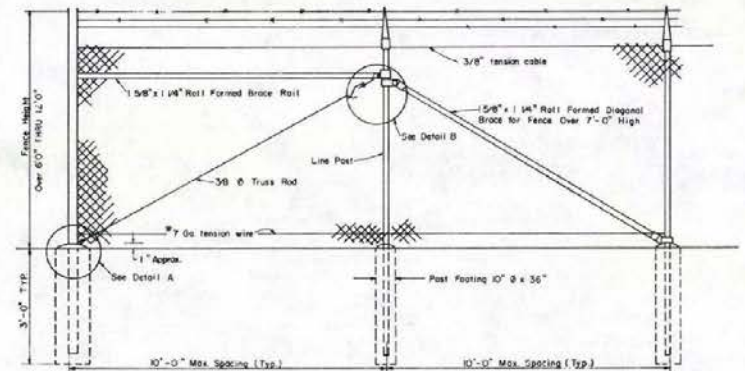 3/8" tension cable
1 5/8" x 1 1/4" Roll Formed Brace Rail
1 5/8" x 1 1/4" Roll Formed Diagonal
Brace for Fence Over 7'-0" High
See Detail B
Line Post
3/8 Ø Truss Rod
Fence Height
Over 6'0" THRU 12'0"
#7 Ga. tension wire
1" Approx.
See Detail A
Post Footing 10" Ø x 36"
3'-0" TYP.
10'-0" Max. Spacing (Typ.)
10'-0" Max. Spacing (Typ.)